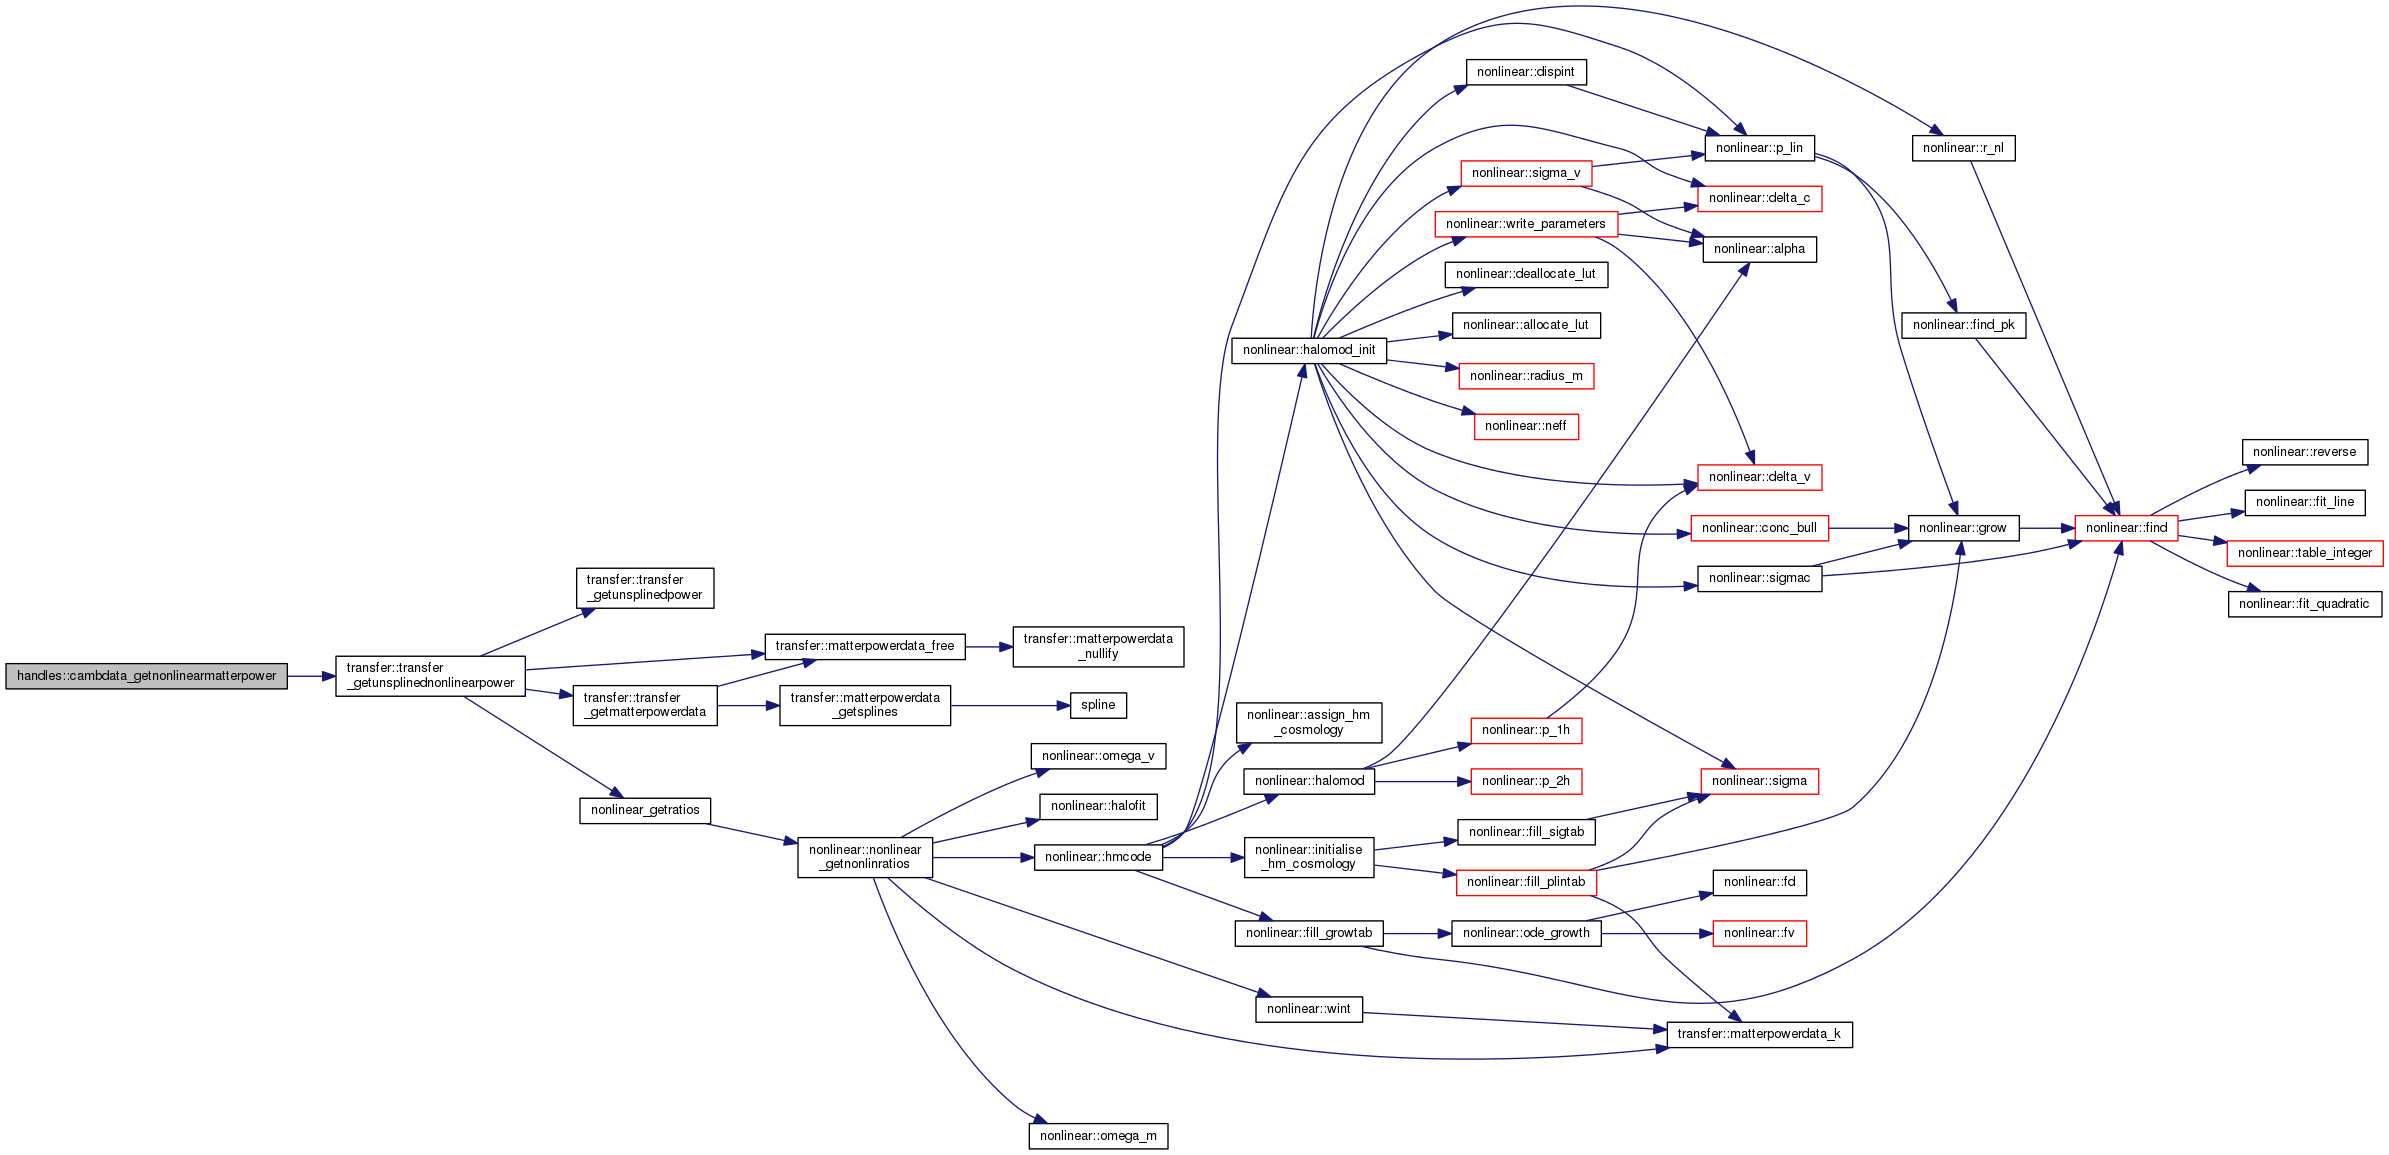 handles::cambdata_getnonlinearmatterpower
transfer::transfer
_getunsplinednonlinearpower
transfer::transfer
_getunsplinedpower
transfer::matterpowerdata_free
transfer::matterpowerdata
_nullify
transfer::transfer
_getmatterpowerdata
transfer::matterpowerdata
_getsplines
spline
nonlinear_getratios
nonlinear::nonlinear
_getnonlinratios
nonlinear::omega_v
nonlinear::halofit
nonlinear::hmcode
nonlinear::omega_m
nonlinear::halomod_init
nonlinear::assign_hm
_cosmology
nonlinear::halomod
nonlinear::initialise
_hm_cosmology
nonlinear::fill_growtab
nonlinear::wint
nonlinear::dispint
nonlinear::sigma_v
nonlinear::write_parameters
nonlinear::deallocate_lut
nonlinear::allocate_lut
nonlinear::radius_m
nonlinear::neff
nonlinear::p_1h
nonlinear::p_2h
nonlinear::fill_sigtab
nonlinear::fill_plintab
nonlinear::ode_growth
nonlinear::p_lin
nonlinear::delta_c
nonlinear::alpha
nonlinear::delta_v
nonlinear::conc_bull
nonlinear::sigmac
nonlinear::sigma
nonlinear::fd
nonlinear::fv
transfer::matterpowerdata_k
nonlinear::r_nl
nonlinear::find_pk
nonlinear::grow
nonlinear::find
nonlinear::reverse
nonlinear::fit_line
nonlinear::table_integer
nonlinear::fit_quadratic